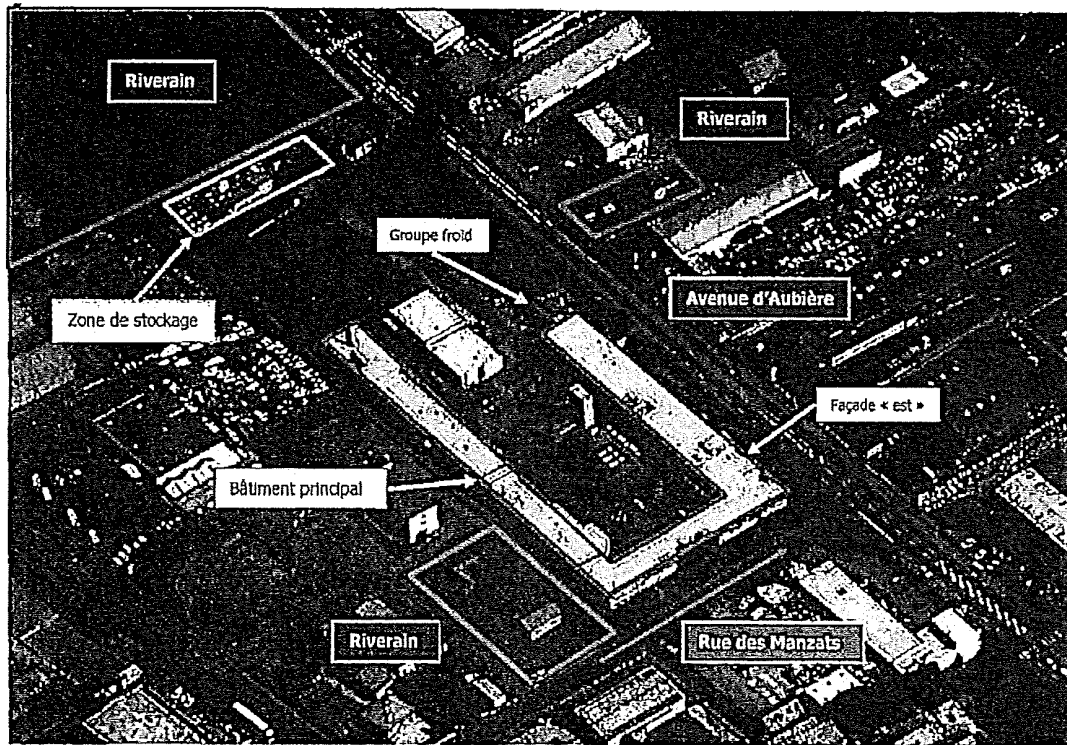 Riverain
Riverain
Groupe froid
Zone de stockage
Avenue d'Aubière
Façade « est »
Bâtiment principal
Riverain
Rue des Manzats